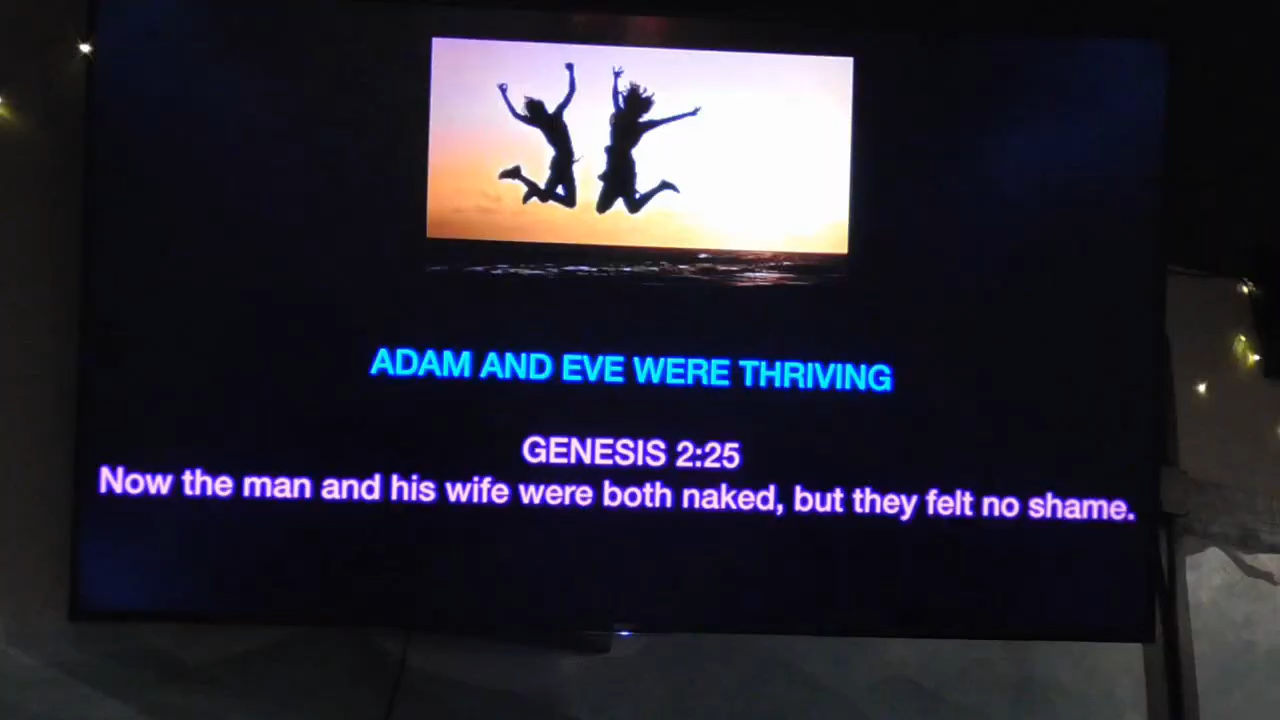 ADAM AND EVE WERE THRIVING
GENESIS 2:25
Now the man and his wife were both naked, but they felt no shame.